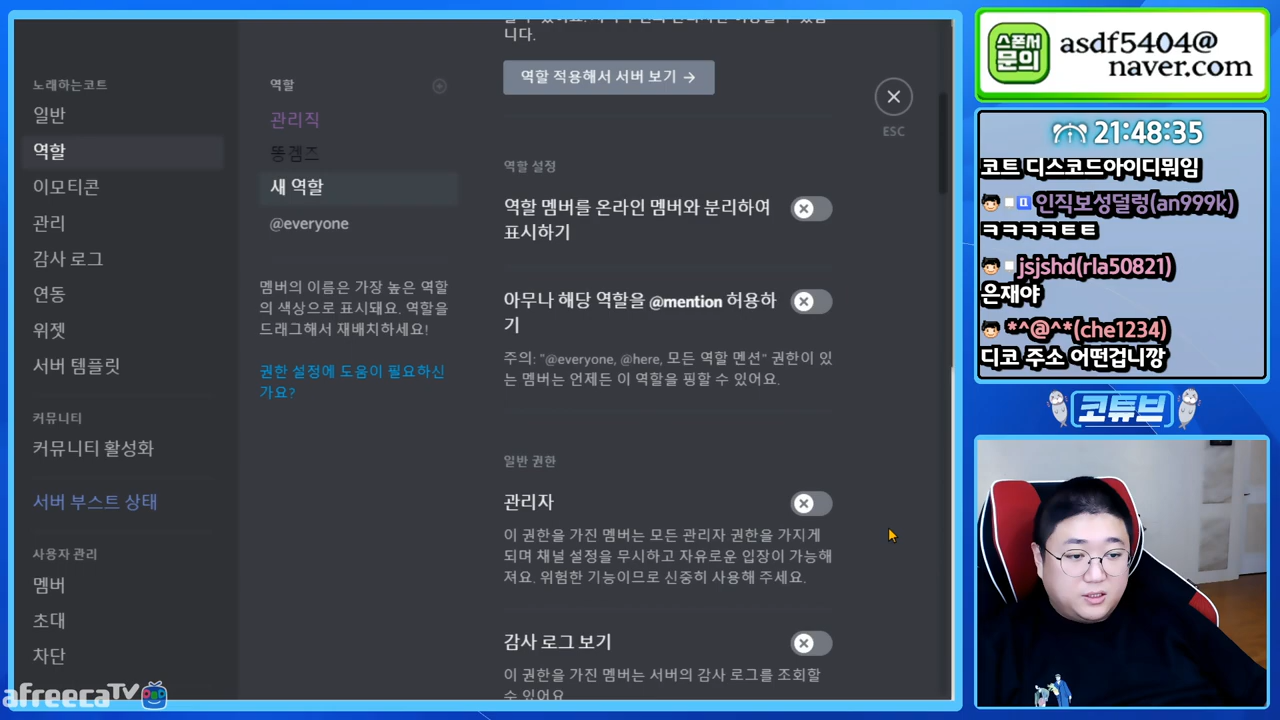 니다.
역할 적용해서 서버 보기 →
노래하는코트
일반
역할
이모티콘
관리
감사 로그
연동
위젯
서버 템플릿
커뮤니티
커뮤니티 활성화
서버 부스트 상태
사용자 관리
멤버
초대
차단
역할
관리직
똥겜즈
새 역할
@everyone
멤버의 이름은 가장 높은 역할
의 색상으로 표시돼요. 역할을
드래그해서 재배치하세요!
권한 설정에 도움이 필요하신
가요?
ESC
역할 설정
역할 멤버를 온라인 멤버와 분리하여
표시하기
아무나 해당 역할을 @mention 허용하
기
주의: "@everyone, @here, 모든 역할 멘션" 권한이 있
는 멤버는 언제든 이 역할을 핑할 수 있어요.
일반 권한
관리자
이 권한을 가진 멤버는 모든 관리자 권한을 가지게
되며 채널 설정을 무시하고 자유로운 입장이 가능해
져요. 위험한 기능이므로 신중히 사용해 주세요.
감사 로그 보기
이 권한을 가진 멤버는 서버의 감사 로그를 조회할
수 있어요
afreecaTV
스폰서
문의
asdf5404@
naver.com
21:48:35
코트 디스코드아이디뭐임
인직보성덜렁(an999k)
ㅋㅋㅋㅋㅌㅌ
jsjshd(rla50821)
은재야
*^@^*(che1234)
디코 주소 어떤겁니깡
코튜브